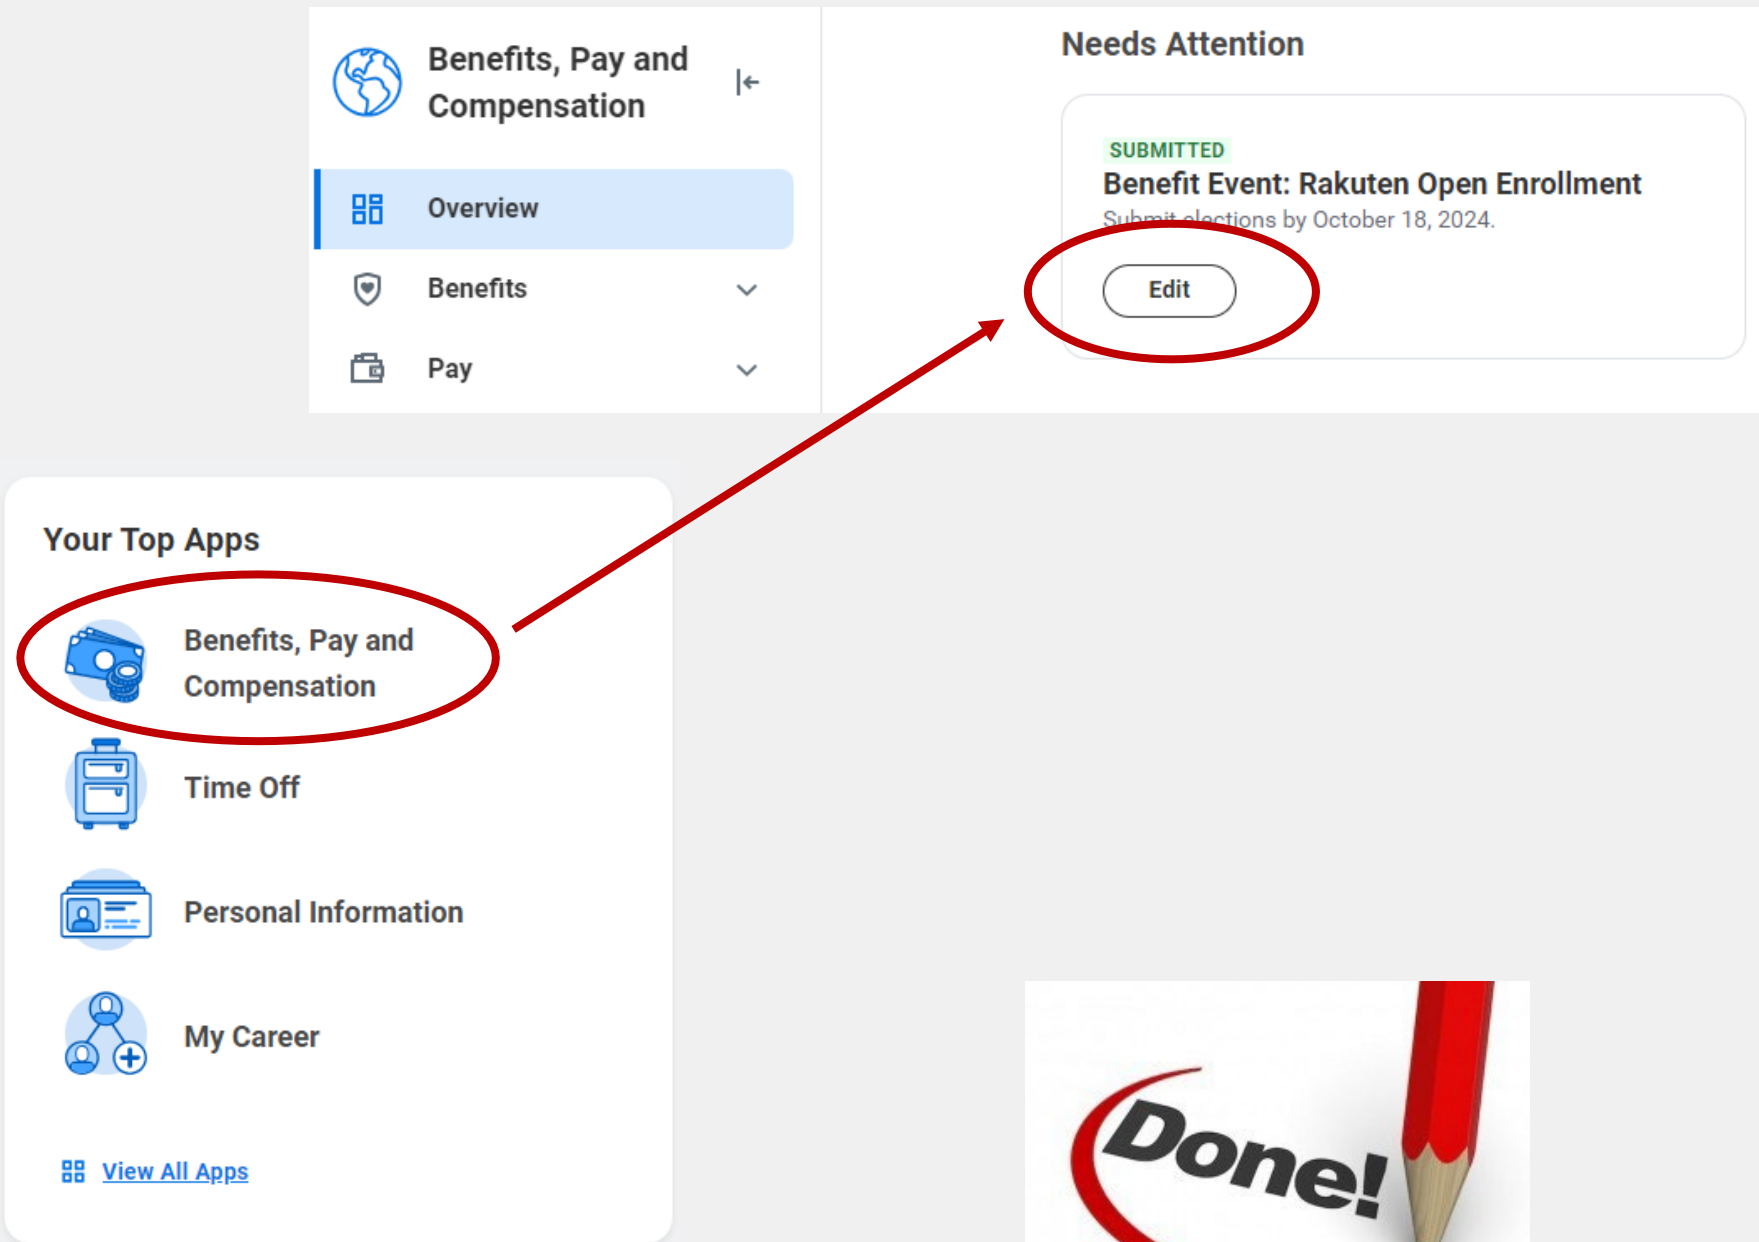 Benefits, Pay and
Compensation
Overview
Benefits
Pay
Needs Attention
SUBMITTED
Benefit Event: Rakuten Open Enrollment
Submit elections by October 18, 2024.
Edit
Your Top Apps
Benefits, Pay and
Compensation
Time Off
Personal Information
My Career
View All Apps
Done!